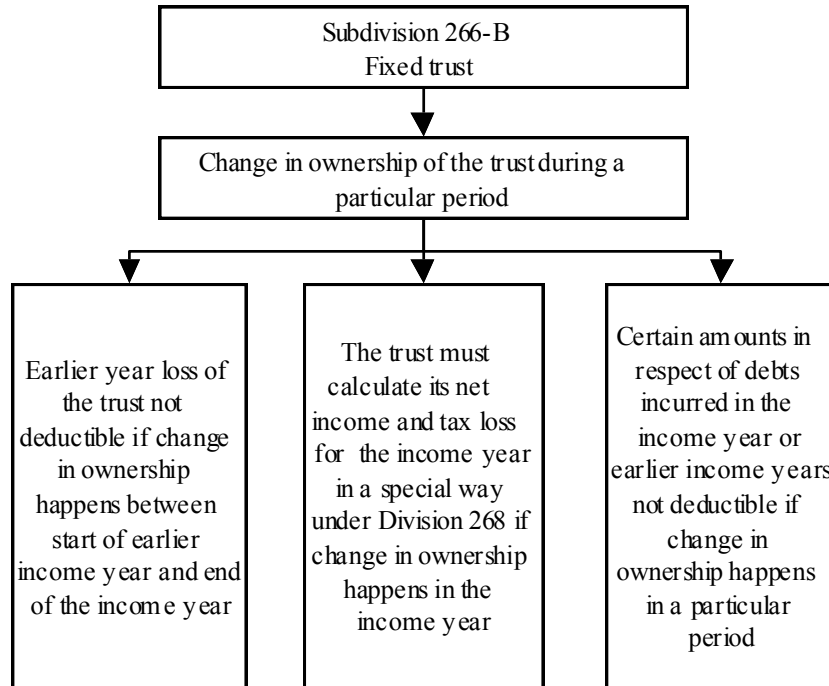 Subdivision 266-B
Fixed trust
Change in ownership of the trust during a
particular period
Earlier year loss of
the trust not
deductible if change
in ownership
happens between
start of earlier
income year and end
of the income year
The trust must
calculate its net
income and tax loss
for the income year
in a special way
under Division 268 if
change in ownership
happens in the
income year
Certain amounts in
respect of debts
incurred in the
income year or
earlier income years
not deductible if
change in
ownership happens
in a particular
period